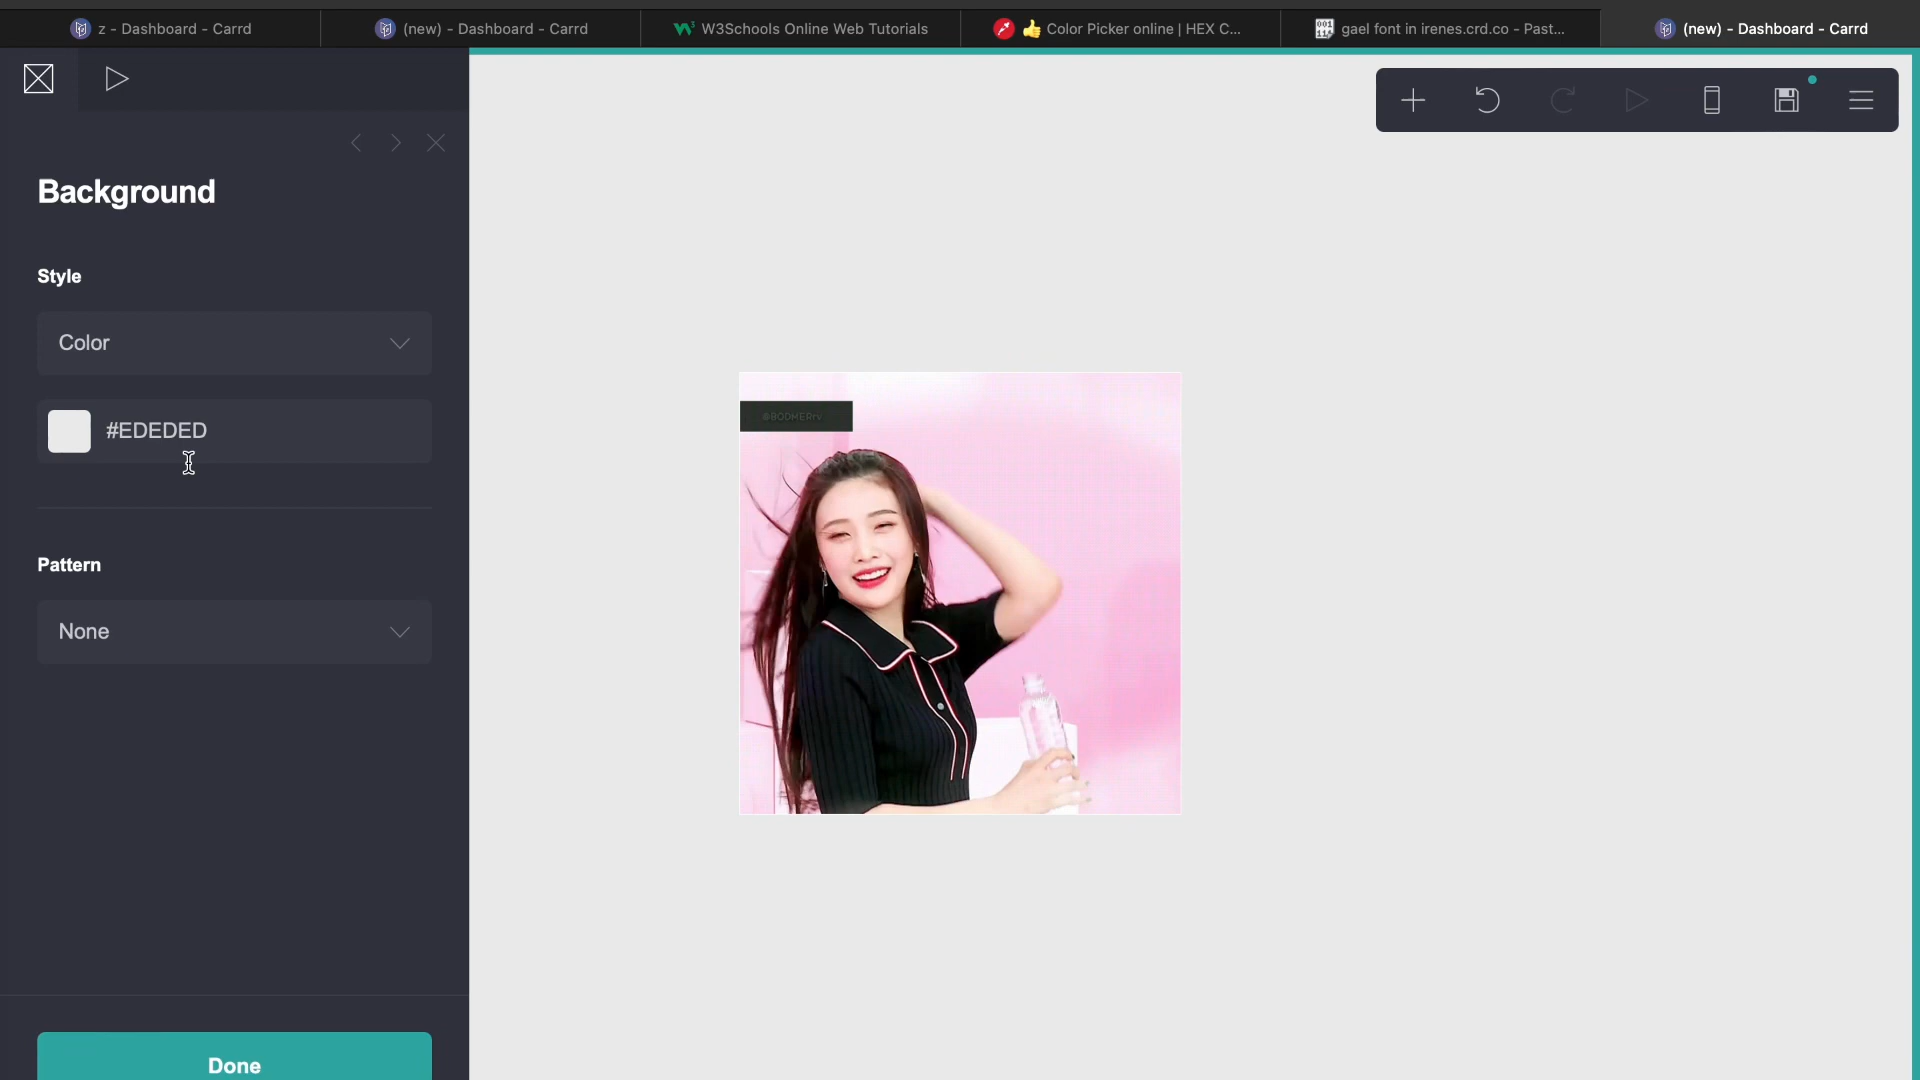 z - Dashboard - Carrd
(new) - Dashboard - Carrd
W3Schools Online Web Tutorials
👍 Color Picker online | HEX C...
gael font in irenes.crd.co - Past...
(new) - Dashboard - Carrd
Background
Style
Color
#EDEDED
Pattern
None
Done